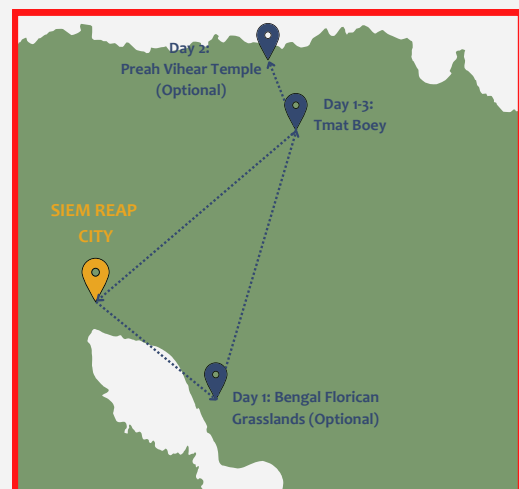 Day 2:
Preah Vihear Temple
(Optional)
Day 1-3:
Tmat Boey
SIEM REAP
CITY
Day 1: Bengal Florican
Grasslands (Optional)